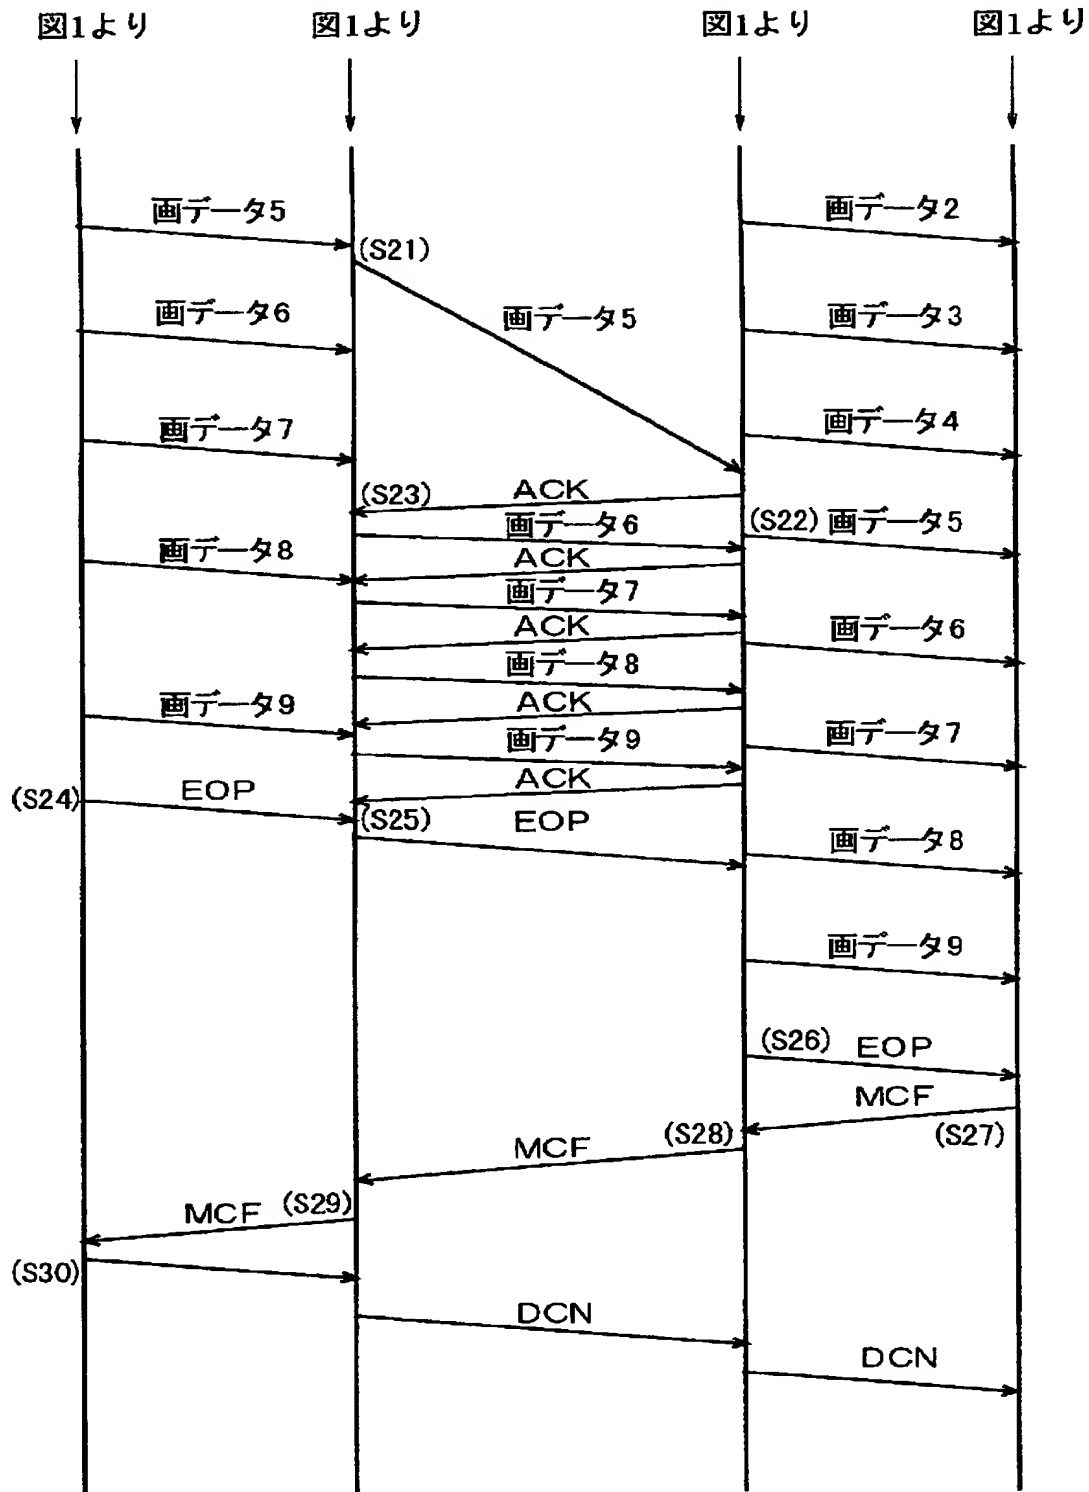 図1より 図1より 図1より 図1より
画データ5 画データ2
(S21)
画データ6 画データ5 画データ3
画データ7 画データ4
(S23) ACK
画データ6 (S22) 画データ5
画データ8 ACK
画データ7
ACK 画データ6
画データ8
画データ9 ACK
画データ9 画データ7
ACK
(S24) EOP
(S25) EOP 画データ8
画データ9
(S26) EOP
MCF
(S28) (S27)
MCF
MCF (S29)
(S30)
DCN
DCN